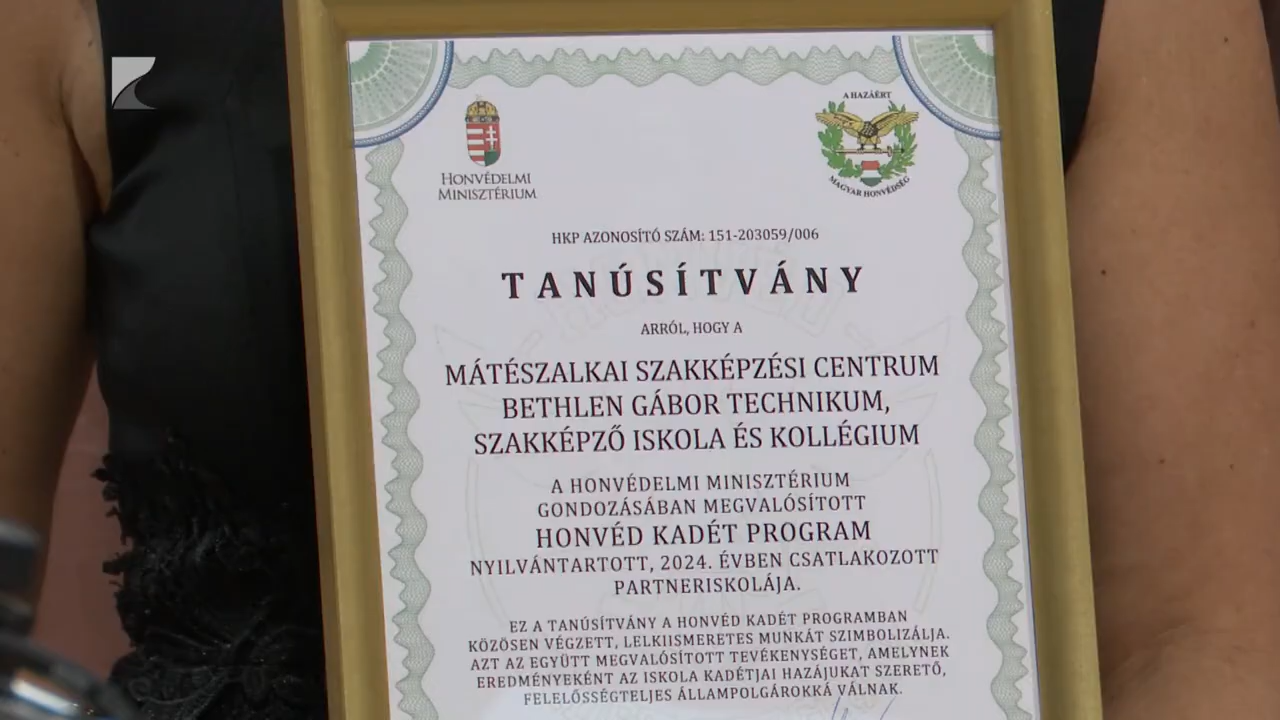 HONVÉDELMI
MINISZTÉRIUM
A HAZÁÉRT
MAGYAR HONVÉDSÉG
HKP AZONOSÍTÓ SZÁM: 151-203059/006
TANÚSÍTVÁNY
ARRÓL, HOGY A
MÁTÉSZALKAI SZAKKÉPZÉSI CENTRUM
BETHLEN GÁBOR TECHNIKUM,
SZAKKÉPZŐ ISKOLA ÉS KOLLÉGIUM
A HONVÉDELMI MINISZTÉRIUM
GONDOZÁSÁBAN MEGVALÓSÍTOTT
HONVÉD KADÉT PROGRAM
NYILVÁNTARTOTT, 2024. ÉVBEN CSATLAKOZOTT
PARTNERISKOLÁJA.
EZ A TANÚSÍTVÁNY A HONVÉD KADÉT PROGRAMBAN
KÖZÖSEN VÉGZETT, LELKIISMERETES MUNKÁT SZIMBOLIZÁLJA.
AZT AZ EGYÜTT MEGVALÓSÍTOTT TEVÉKENYSÉGET, AMELYNEK
EREDMÉNYEKÉNT AZ ISKOLA KADÉTJAI HAZÁJUKAT SZERETŐ,
FELELŐSSÉGTELJES ÁLLAMPOLGÁROKKÁ VÁLNAK.